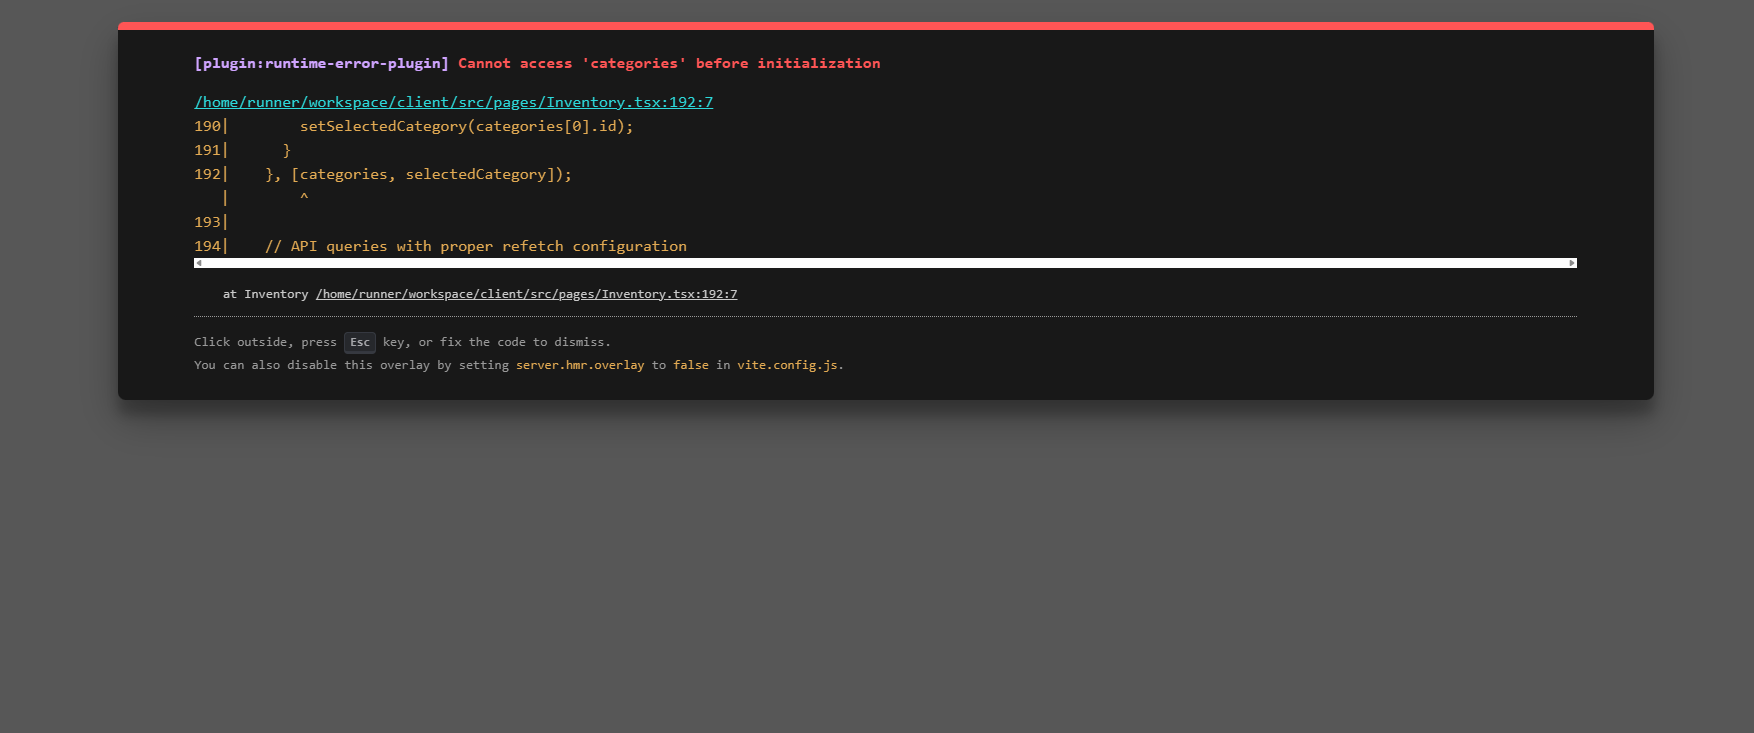 [plugin:runtime-error-plugin] Cannot access 'categories' before initialization
/home/runner/workspace/client/src/pages/Inventory.tsx:192:7
190|        setSelectedCategory(categories[0].id);
191|      }
192|    }, [categories, selectedCategory]);
   |        ^
193|
194|    // API queries with proper refetch configuration
at Inventory /home/runner/workspace/client/src/pages/Inventory.tsx:192:7
Click outside, press Esc key, or fix the code to dismiss.
You can also disable this overlay by setting server.hmr.overlay to false in vite.config.js.